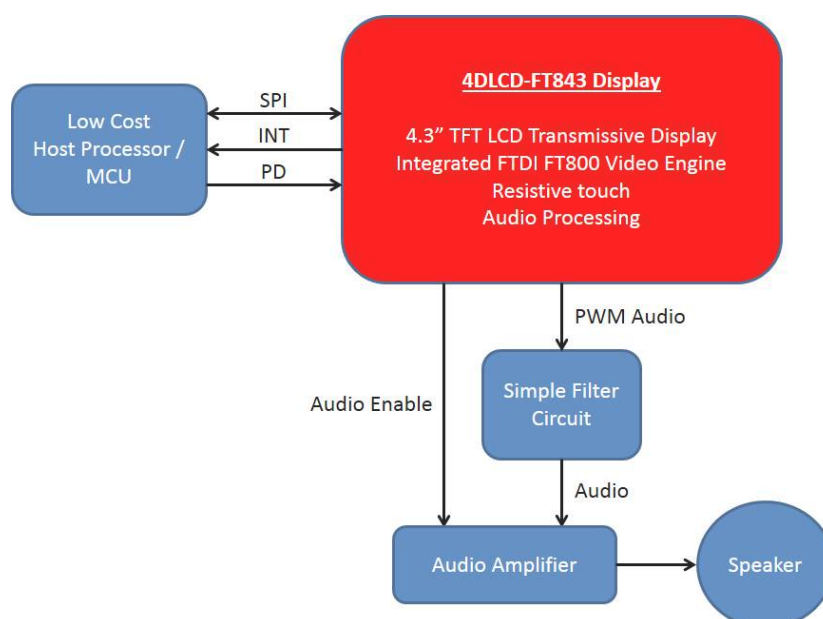 4DLCD-FT843 Display
4.3” TFT LCD Transmissive Display
Integrated FTDI FT800 Video Engine
Resistive touch
Audio Processing
Low Cost
Host Processor /
MCU
SPI
INT
PD
PWM Audio
Audio Enable
Simple Filter
Circuit
Audio
Audio Amplifier
Speaker